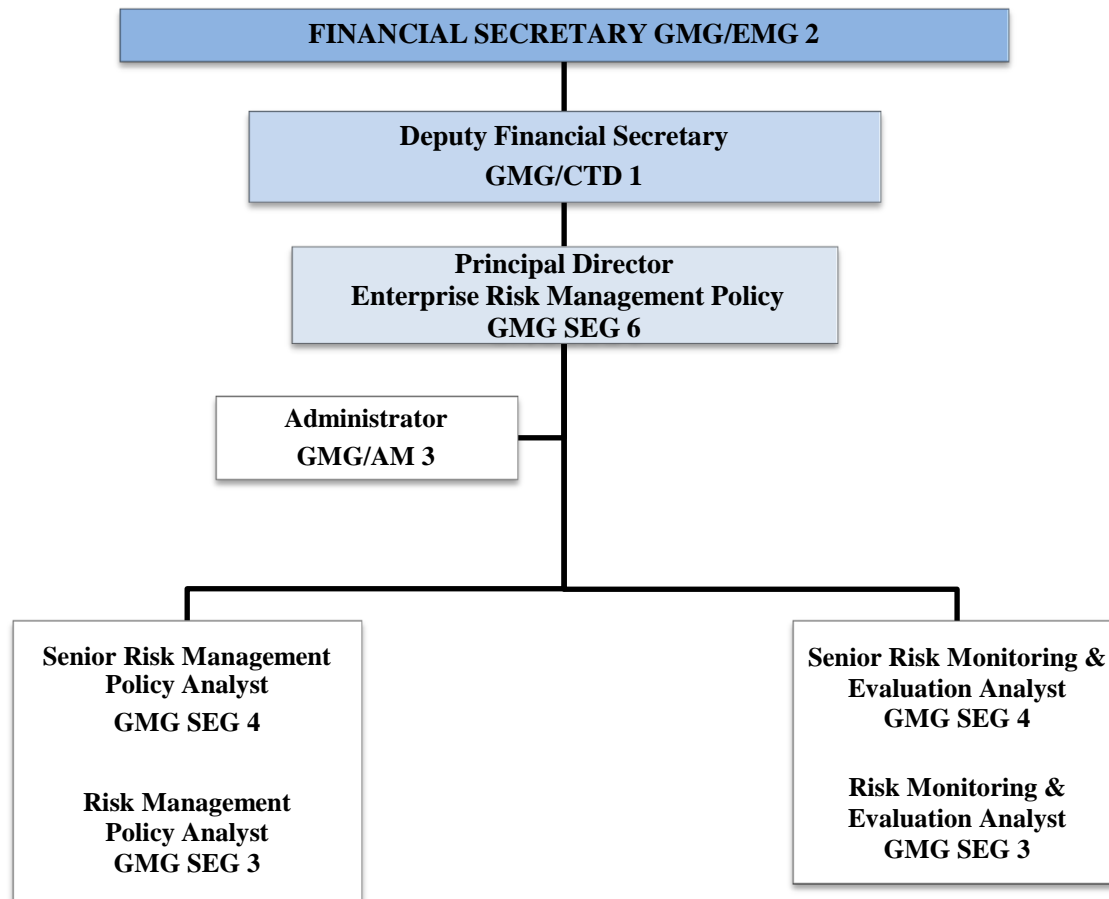 FINANCIAL SECRETARY GMG/EMG 2
Deputy Financial Secretary
GMG/CTD 1
Principal Director
Enterprise Risk Management Policy
GMG SEG 6
Administrator
GMG/AM 3
Senior Risk Management
Policy Analyst
GMG SEG 4
Risk Management
Policy Analyst
GMG SEG 3
Senior Risk Monitoring &
Evaluation Analyst
GMG SEG 4
Risk Monitoring &
Evaluation Analyst
GMG SEG 3